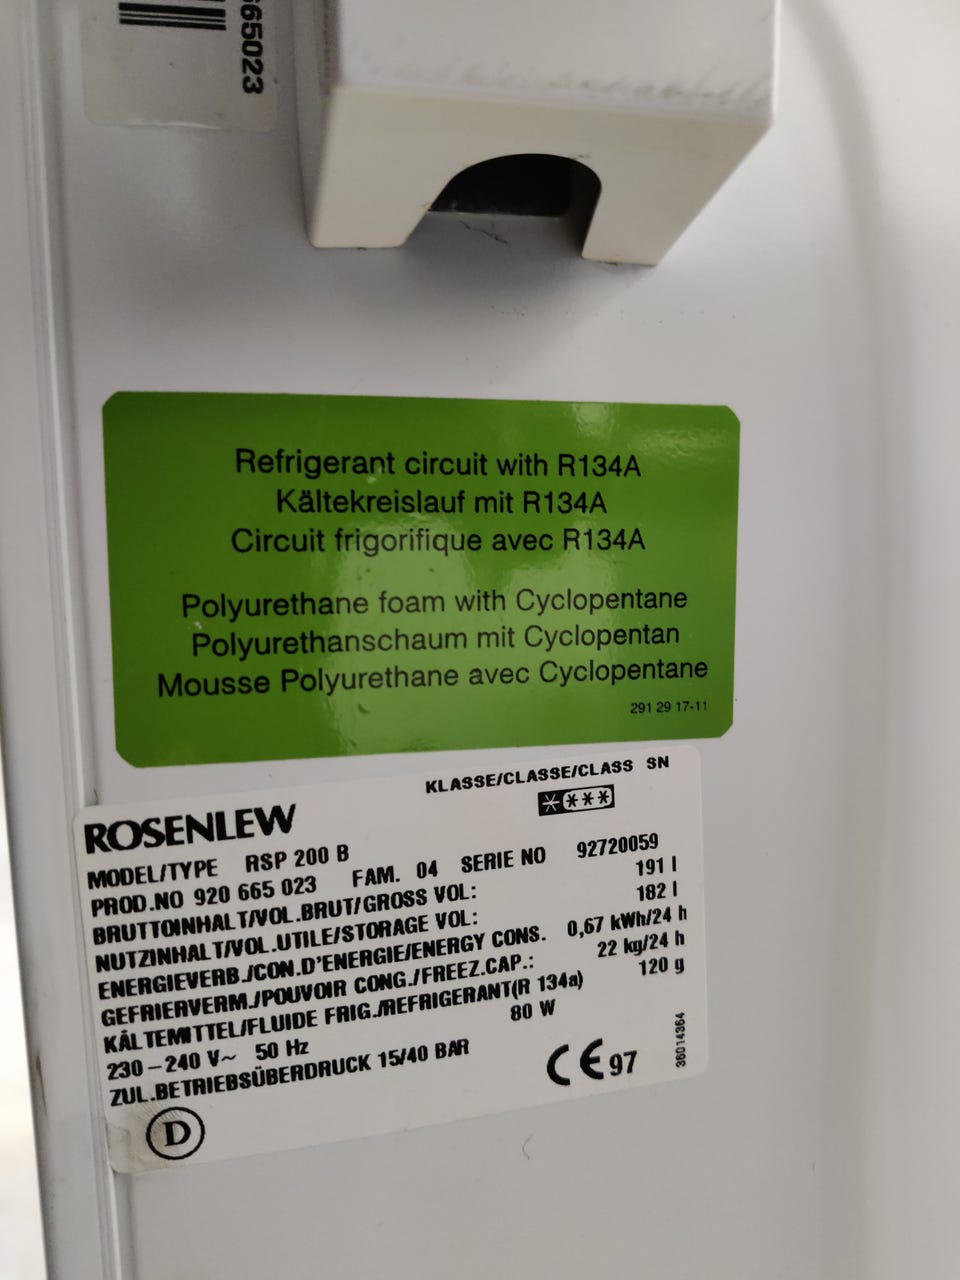 65023
Refrigerant circuit with R134A
Kältekreislauf mit R134A
Circuit frigorifique avec R134A
Polyurethane foam with Cyclopentane
Polyurethanschaum mit Cyclopentan
Mousse Polyurethane avec Cyclopentane
291 29 17-11
KLASSE/CLASSE/CLASS SN
ROSENLEW
MODEL/TYPE RSP 200 B
PROD.NO 920 665 023 FAM. 04 SERIE NO 92720059
BRUTTOINHALT/VOL.BRUT/GROSS VOL: 191 l
NUTZINHALT/VOL.UTILE/STORAGE VOL: 182 l
ENERGIEVERB./CON.D'ENERGIE/ENERGY CONS. 0,67 kWh/24 h
GEFRIERVERM./POUVOIR CONG./FREEZ.CAP.: 22 kg/24 h
KÄLTEMITTEL/FLUIDE FRIG./REFRIGERANT(R 134a) 120 g
230-240 V~ 50 Hz 80 W
ZUL.BETRIEBSÜBERDRUCK 15/40 BAR
CE 97
36014364
D